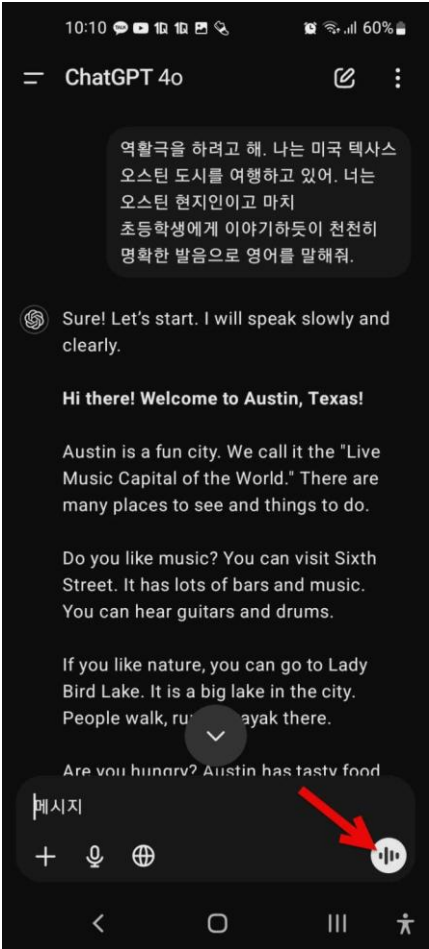 10:10
60%
ChatGPT 4o
역활극을 하려고 해. 나는 미국 텍사스
오스틴 도시를 여행하고 있어. 너는
오스틴 현지인이고 마치
초등학생에게 이야기하듯이 천천히
명확한 발음으로 영어를 말해줘.
Sure! Let's start. I will speak slowly and
clearly.
Hi there! Welcome to Austin, Texas!
Austin is a fun city. We call it the "Live
Music Capital of the World." There are
many places to see and things to do.
Do you like music? You can visit Sixth
Street. It has lots of bars and music.
You can hear guitars and drums.
If you like nature, you can go to Lady
Bird Lake. It is a big lake in the city.
People walk, there.
Are you hungry? Austin has tasty food
메시지